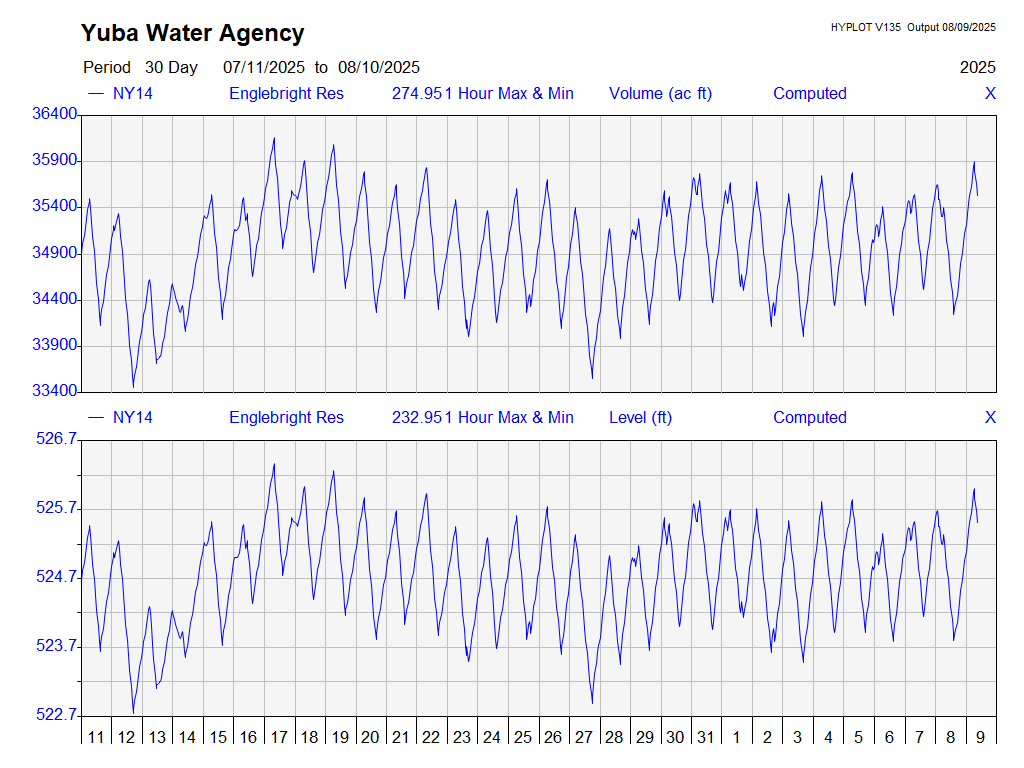 Yuba Water Agency
HYPLOT V135 Output 08/09/2025
Period 30 Day 07/11/2025 to 08/10/2025 2025
— NY14 Englebright Res 274.951 Hour Max & Min Volume (ac ft) Computed X
36400
35900
35400
34900
34400
33900
33400
— NY14 Englebright Res 232.951 Hour Max & Min Level (ft) Computed X
526.7
525.7
524.7
523.7
522.7
11 12 13 14 15 16 17 18 19 20 21 22 23 24 25 26 27 28 29 30 31 1 2 3 4 5 6 7 8 9